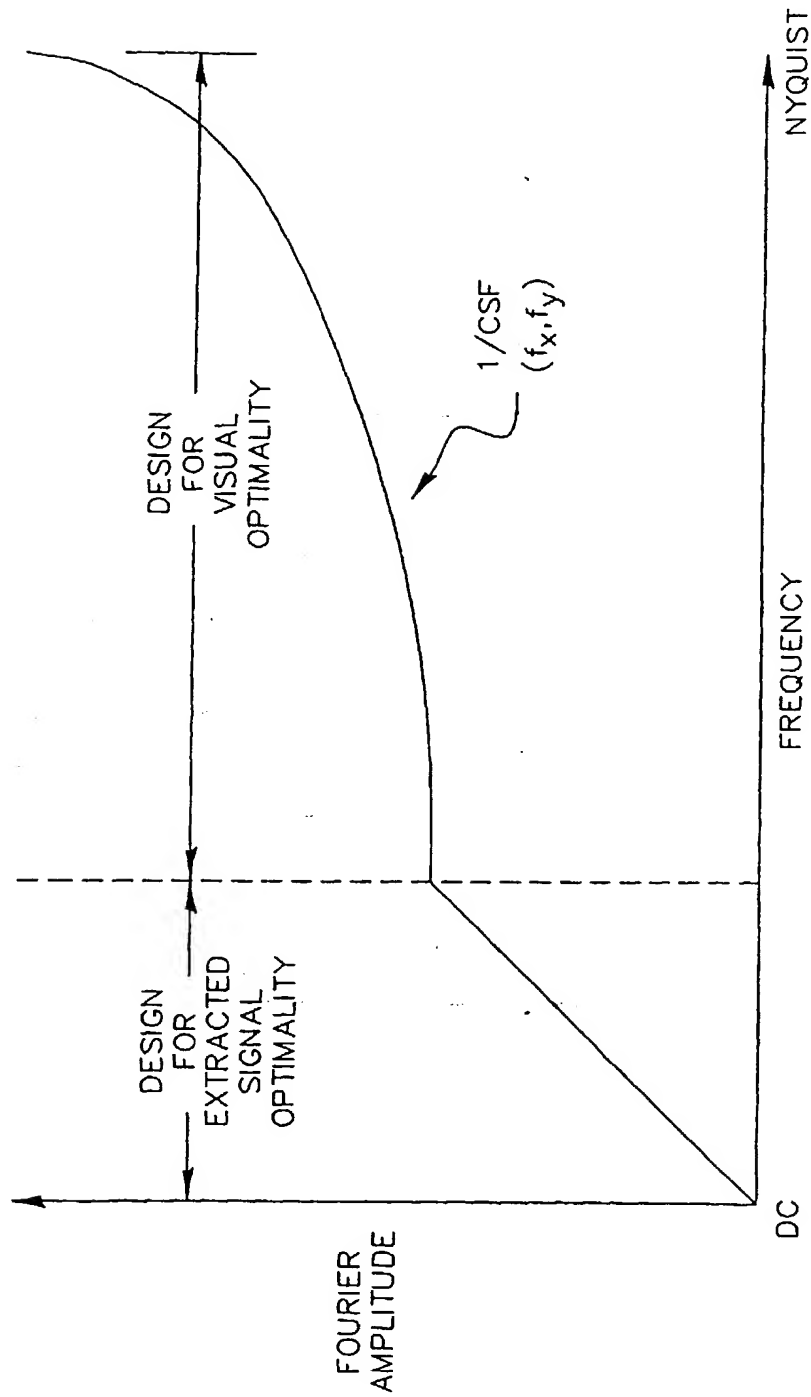 DESIGN
FOR
EXTRACTED
SIGNAL
OPTIMALITY
DESIGN
FOR
VISUAL
OPTIMALITY
FOURIER
AMPLITUDE
1/CSF
(fx, fy)
DC
FREQUENCY
NYQUIST